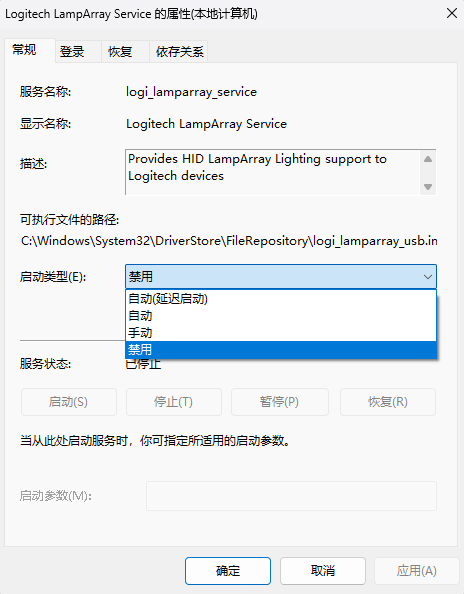 Logitech LampArray Service 的属性(本地计算机)
常规 登录 恢复 依存关系
服务名称: logi_lamparray_service
显示名称: Logitech LampArray Service
描述: Provides HID LampArray Lighting support to
Logitech devices
可执行文件的路径:
C:\Windows\System32\DriverStore\FileRepository\logi_lamparray_usb.in
启动类型(E): 禁用
自动(延迟启动)
自动
手动
禁用
服务状态: 已停止
启动(S) 停止(T) 暂停(P) 恢复(R)
当从此处启动服务时，你可指定所适用的启动参数。
启动参数(M):
确定 取消 应用(A)